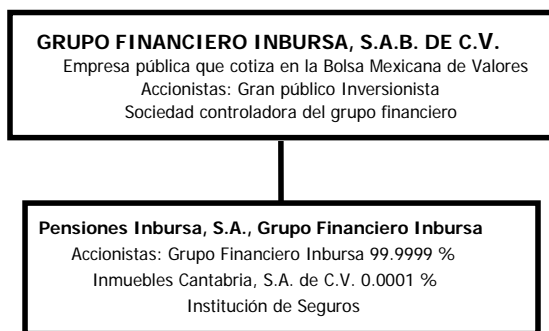 GRUPO FINANCIERO INBURSA, S.A.B. DE C.V.
Empresa pública que cotiza en la Bolsa Mexicana de Valores
Accionistas: Gran público Inversionista
Sociedad controladora del grupo financiero
Pensiones Inbursa, S.A., Grupo Financiero Inbursa
Accionistas: Grupo Financiero Inbursa 99.9999 %
Inmuebles Cantabria, S.A. de C.V. 0.0001 %
Institución de Seguros